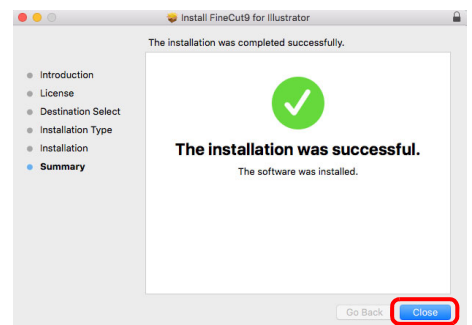 Install FineCut9 for Illustrator
The installation was completed successfully.
Introduction
License
Destination Select
Installation Type
Installation
Summary
The installation was successful.
The software was installed.
Go Back
Close